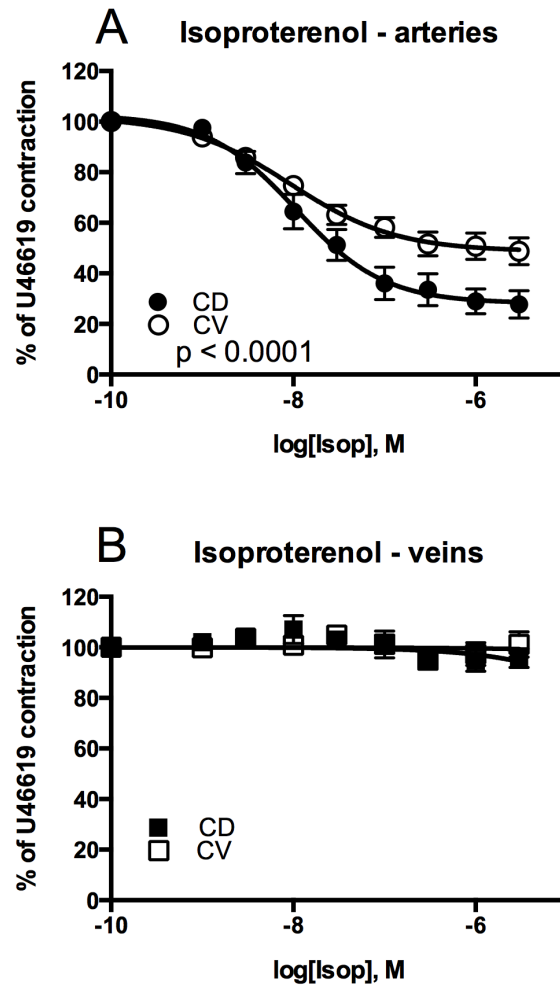 A
Isoproterenol - arteries
% of U46619 contraction
120
100
80
60
40
20
0
CD
CV
p < 0.0001
-10
-8
-6
log[Isop], M
B
Isoproterenol - veins
% of U46619 contraction
120
100
80
60
40
20
0
CD
CV
-10
-8
-6
log[Isop], M